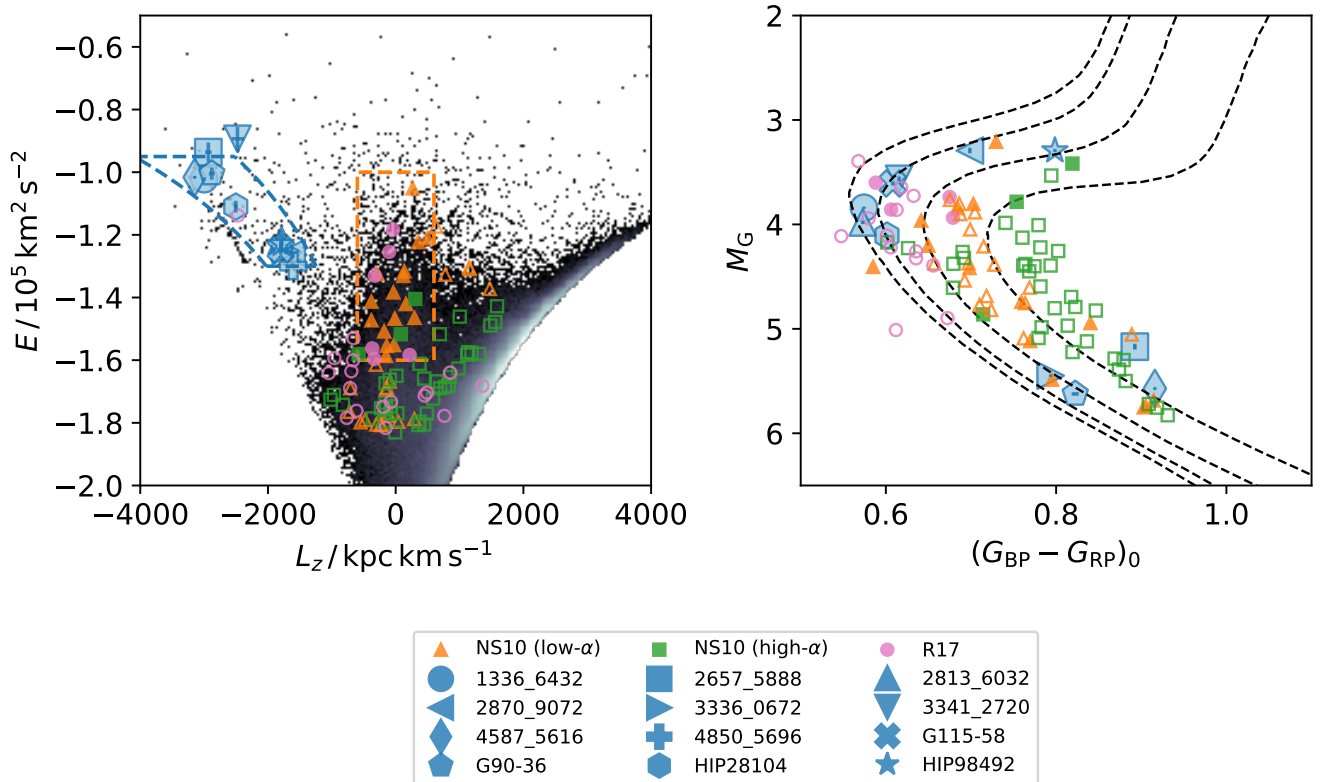 −0.6
−0.8
−1.0
−1.2
−1.4
−1.6
−1.8
−2.0
E / 10⁵ km² s⁻²
−4000 −2000 0 2000 4000
L_z / kpc km s⁻¹
2
3
4
5
6
M_G
0.6 0.8 1.0
(G_BP − G_RP)₀
NS10 (low-α) NS10 (high-α) R17
1336_6432 2657_5888 2813_6032
2870_9072 3336_0672 3341_2720
4587_5616 4850_5696 G115-58
G90-36 HIP28104 HIP98492